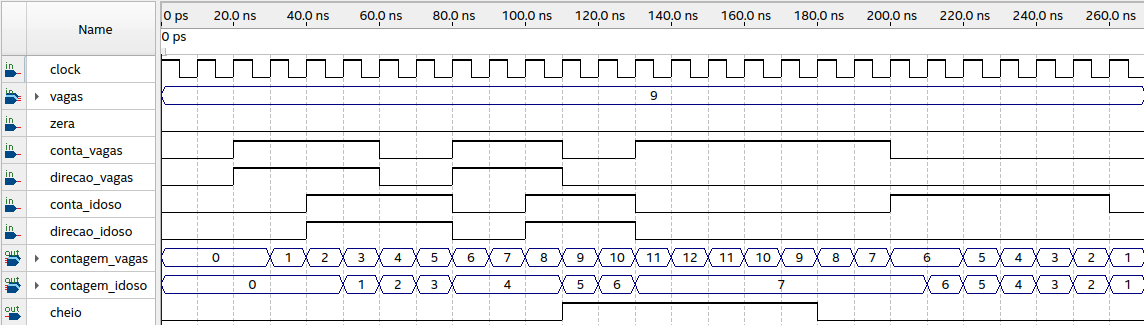 Name 0 ps 20.0 ns 40.0 ns 60.0 ns 80.0 ns 100.0 ns 120.0 ns 140.0 ns 160.0 ns 180.0 ns 200.0 ns 220.0 ns 240.0 ns 260.0 ns
0 ps
in clock
in vagas 9
in zera
in conta_vagas
in direcao_vagas
in conta_idoso
in direcao_idoso
out contagem_vagas 0 1 2 3 4 5 6 7 8 9 10 11 12 11 10 9 8 7 6 5 4 3 2 1
out contagem_idoso 0 1 2 3 4 5 6 7 6 5 4 3 2 1
out cheio